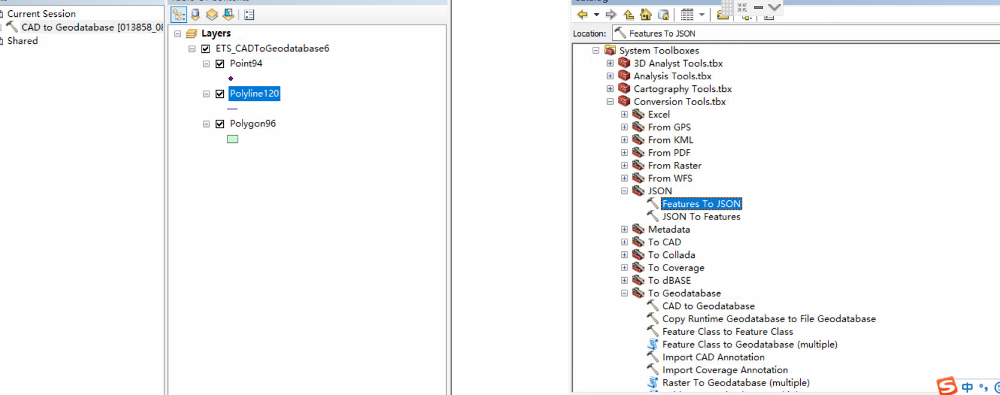 Current Session
CAD to Geodatabase [013858_08
Shared
Layers
ETS_CADToGeodatabase6
Point94
Polyline120
Polygon96
Location:
Features To JSON
System Toolboxes
3D Analyst Tools.tbx
Analysis Tools.tbx
Cartography Tools.tbx
Conversion Tools.tbx
Excel
From GPS
From KML
From PDF
From Raster
From WFS
JSON
Features To JSON
JSON To Features
Metadata
To CAD
To Collada
To Coverage
To dBASE
To Geodatabase
CAD to Geodatabase
Copy Runtime Geodatabase to File Geodatabase
Feature Class to Feature Class
Feature Class to Geodatabase (multiple)
Import CAD Annotation
Import Coverage Annotation
Raster To Geodatabase (multiple)
中